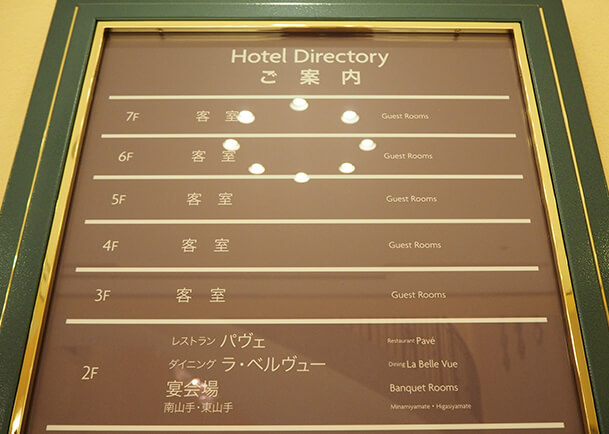 Hotel Directory
ご 案 内
7F 客 室 Guest Rooms
6F 客 室 Guest Rooms
5F 客 室 Guest Rooms
4F 客 室 Guest Rooms
3F 客 室 Guest Rooms
2F
レストラン パヴェ Restaurant Pavé
ダイニング ラ・ベルヴュー Dining La Belle Vue
宴会場 Banquet Rooms
南山手・東山手 Minamiyamate・Higasiyamate